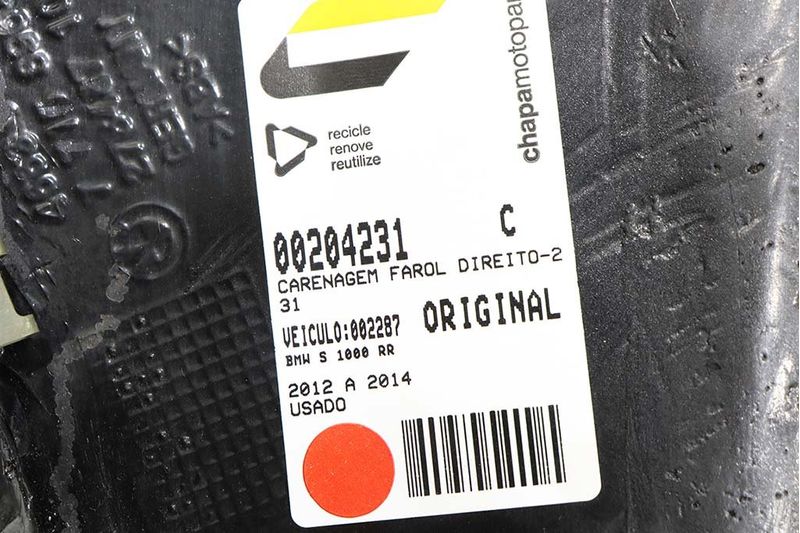 chapamotopar
recicle
renove
reutilize
00204231 C
CARENAGEM FAROL DIREITO-2
31
VEICULO:002287 ORIGINAL
BMW S 1000 RR
2012 A 2014
USADO